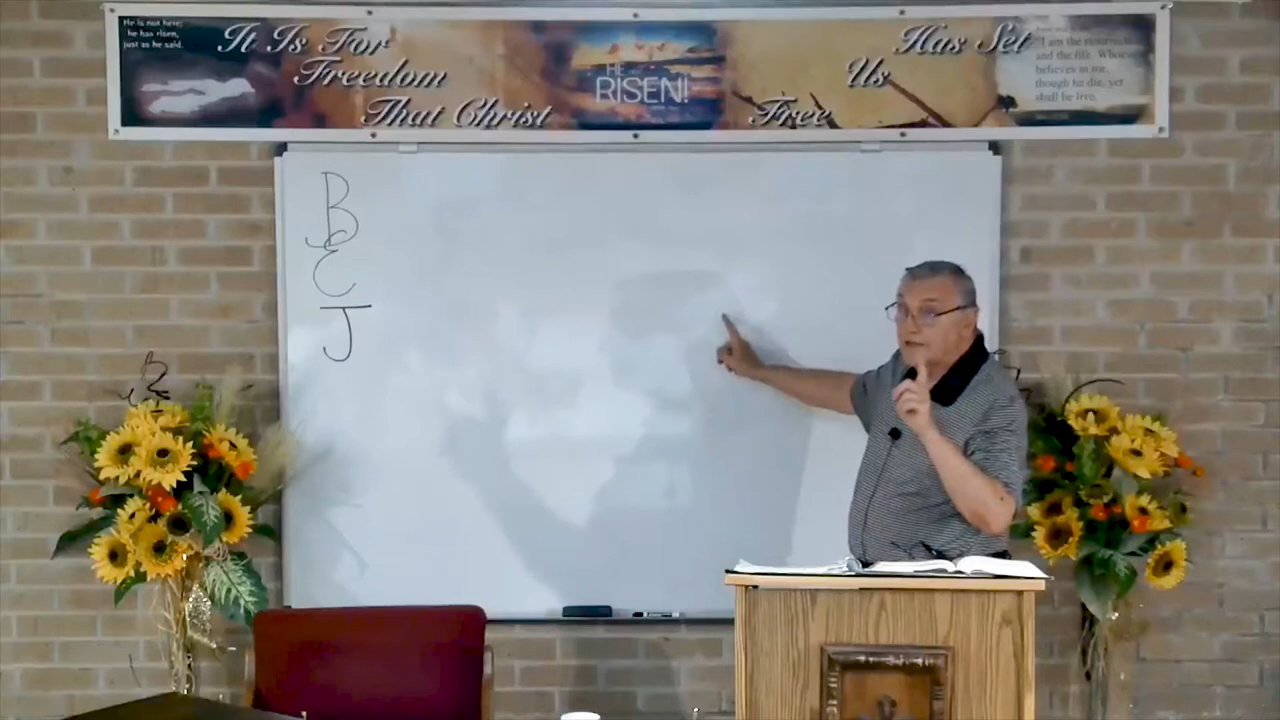 He is not here;
he has risen,
just as he said.
It Is For
Freedom
That Christ
HE
RISEN!
Has Set
Us
Free
"I am the resurrection
and the life. Whoever
believes in me,
though he die, yet
shall he live.
B
E
J